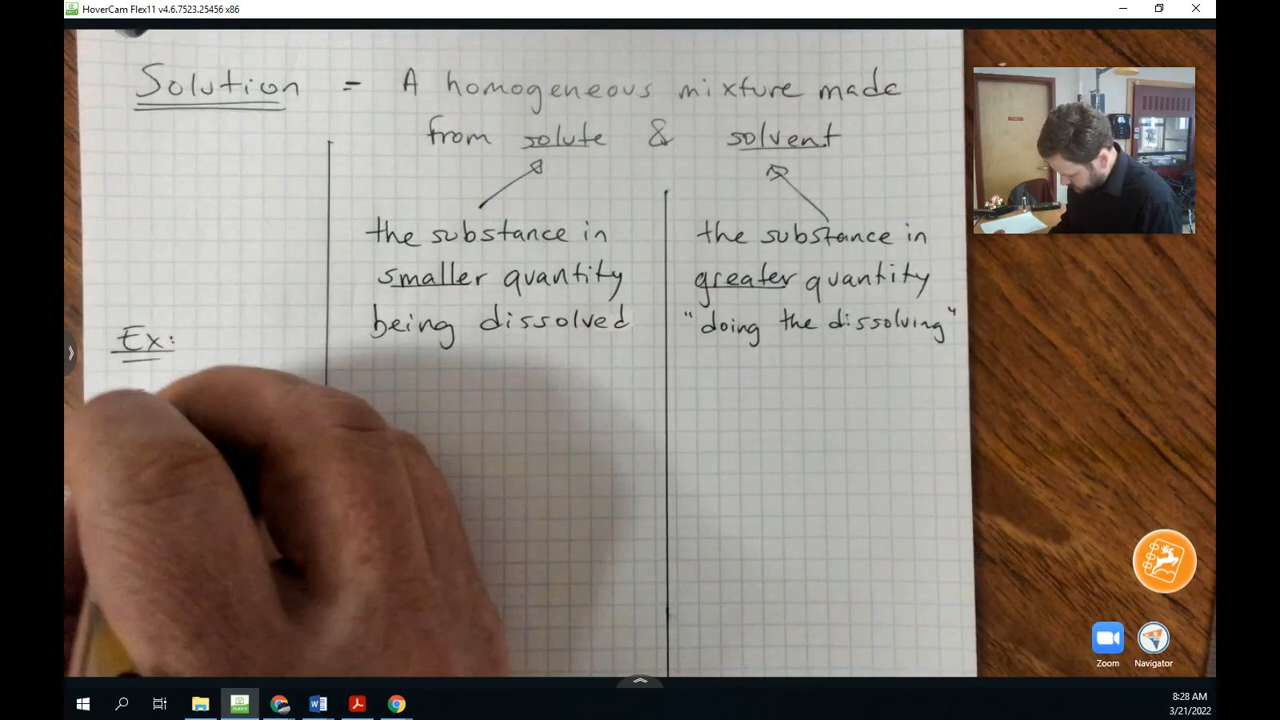 HoverCam Flex11 v4.6.7523.25456 x86
Solution = A homogeneous mixture made
from solute & solvent
the substance in
smaller quantity
being dissolved
the substance in
greater quantity
"doing the dissolving"
Ex:
Zoom
Navigator
8:28 AM
3/21/2022